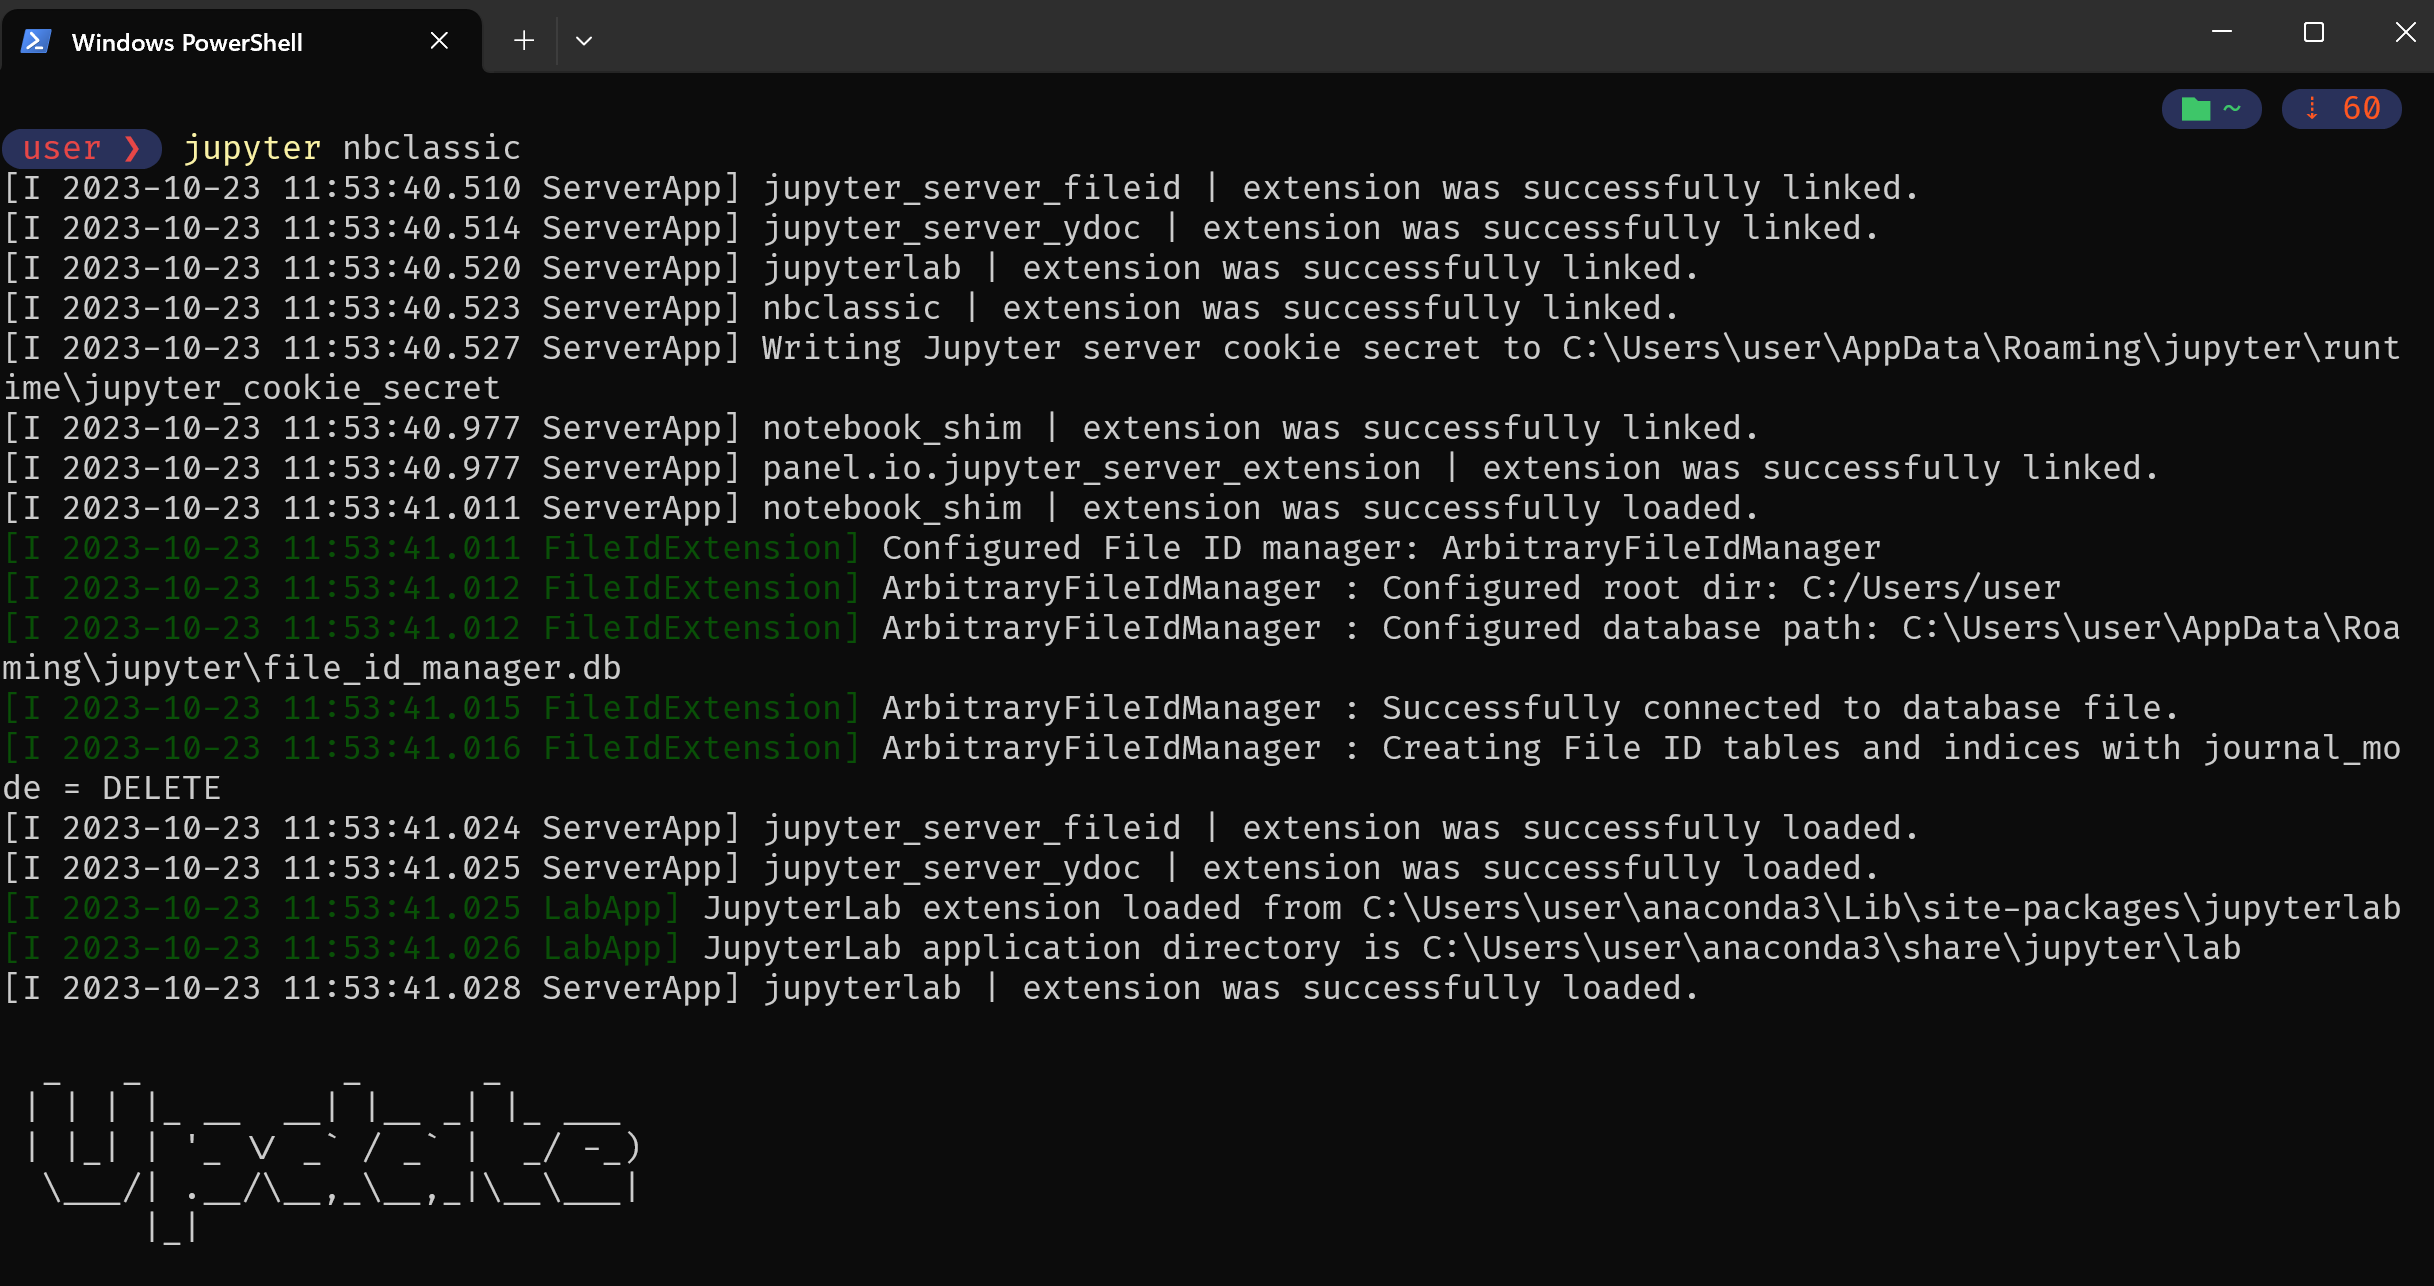 Windows PowerShell
~ ⇣ 60
user ❯ jupyter nbclassic
[I 2023-10-23 11:53:40.510 ServerApp] jupyter_server_fileid | extension was successfully linked.
[I 2023-10-23 11:53:40.514 ServerApp] jupyter_server_ydoc | extension was successfully linked.
[I 2023-10-23 11:53:40.520 ServerApp] jupyterlab | extension was successfully linked.
[I 2023-10-23 11:53:40.523 ServerApp] nbclassic | extension was successfully linked.
[I 2023-10-23 11:53:40.527 ServerApp] Writing Jupyter server cookie secret to C:\Users\user\AppData\Roaming\jupyter\runt
ime\jupyter_cookie_secret
[I 2023-10-23 11:53:40.977 ServerApp] notebook_shim | extension was successfully linked.
[I 2023-10-23 11:53:40.977 ServerApp] panel.io.jupyter_server_extension | extension was successfully linked.
[I 2023-10-23 11:53:41.011 ServerApp] notebook_shim | extension was successfully loaded.
[I 2023-10-23 11:53:41.011 FileIdExtension] Configured File ID manager: ArbitraryFileIdManager
[I 2023-10-23 11:53:41.012 FileIdExtension] ArbitraryFileIdManager : Configured root dir: C:/Users/user
[I 2023-10-23 11:53:41.012 FileIdExtension] ArbitraryFileIdManager : Configured database path: C:\Users\user\AppData\Roa
ming\jupyter\file_id_manager.db
[I 2023-10-23 11:53:41.015 FileIdExtension] ArbitraryFileIdManager : Successfully connected to database file.
[I 2023-10-23 11:53:41.016 FileIdExtension] ArbitraryFileIdManager : Creating File ID tables and indices with journal_mo
de = DELETE
[I 2023-10-23 11:53:41.024 ServerApp] jupyter_server_fileid | extension was successfully loaded.
[I 2023-10-23 11:53:41.025 ServerApp] jupyter_server_ydoc | extension was successfully loaded.
[I 2023-10-23 11:53:41.025 LabApp] JupyterLab extension loaded from C:\Users\user\anaconda3\Lib\site-packages\jupyterlab
[I 2023-10-23 11:53:41.026 LabApp] JupyterLab application directory is C:\Users\user\anaconda3\share\jupyter\lab
[I 2023-10-23 11:53:41.028 ServerApp] jupyterlab | extension was successfully loaded.
Update